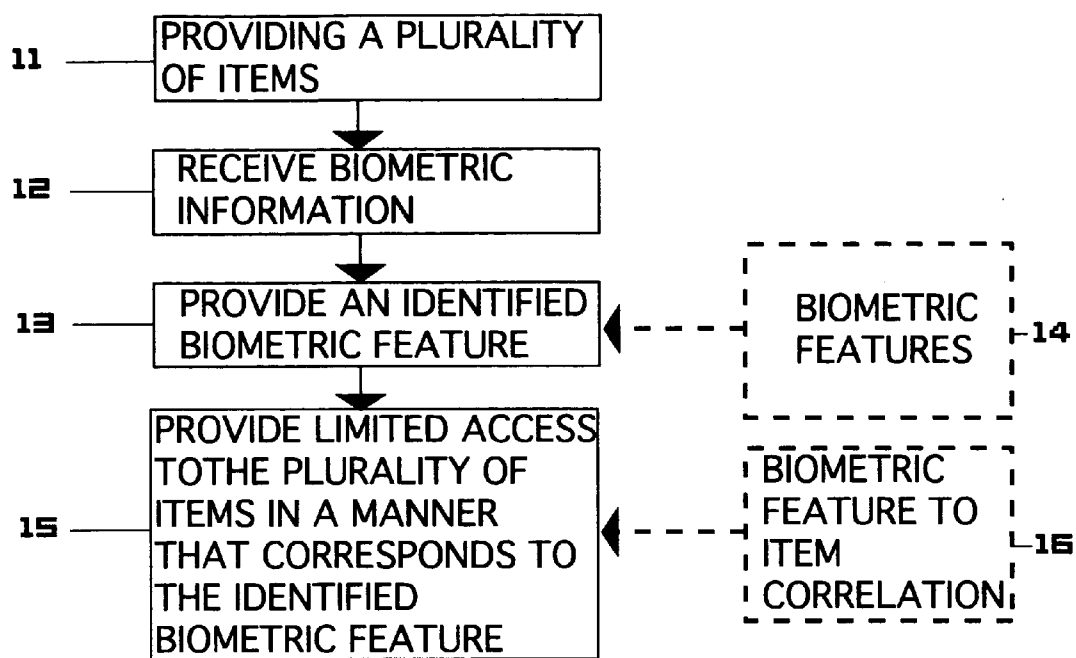 11
PROVIDING A PLURALITY
OF ITEMS
12
RECEIVE BIOMETRIC
INFORMATION
13
PROVIDE AN IDENTIFIED
BIOMETRIC FEATURE
BIOMETRIC
FEATURES
14
15
PROVIDE LIMITED ACCESS
TOTHE PLURALITY OF
ITEMS IN A MANNER
THAT CORRESPONDS TO
THE IDENTIFIED
BIOMETRIC FEATURE
BIOMETRIC
FEATURE TO
ITEM
CORRELATION
16